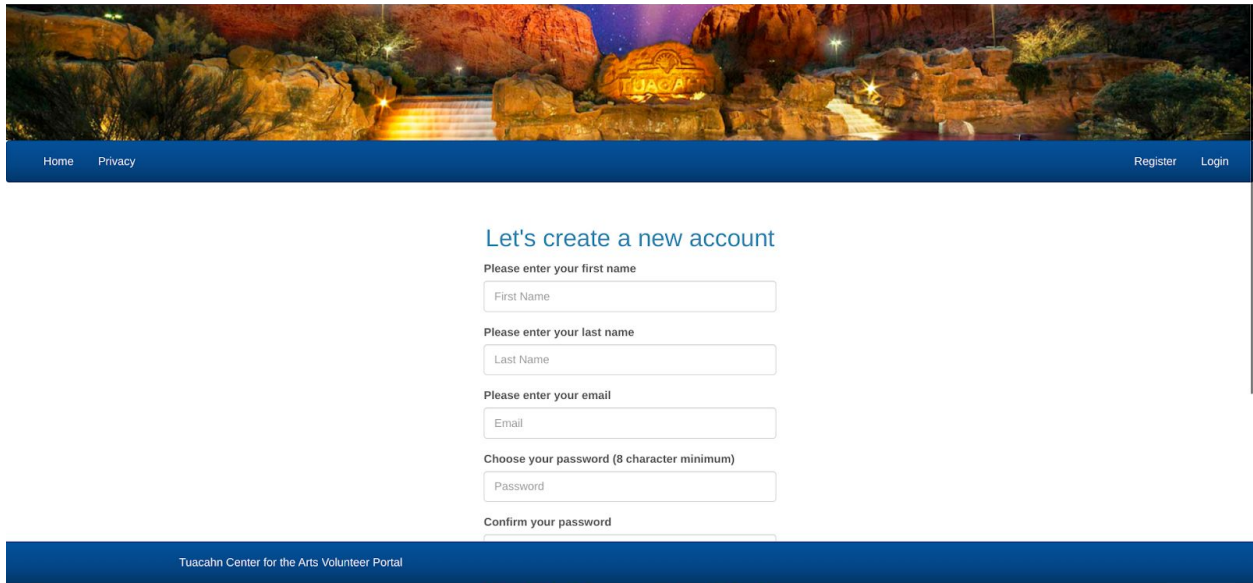 TUACAHN
Home Privacy Register Login
Let's create a new account
Please enter your first name
First Name
Please enter your last name
Last Name
Please enter your email
Email
Choose your password (8 character minimum)
Password
Confirm your password
Tuacahn Center for the Arts Volunteer Portal